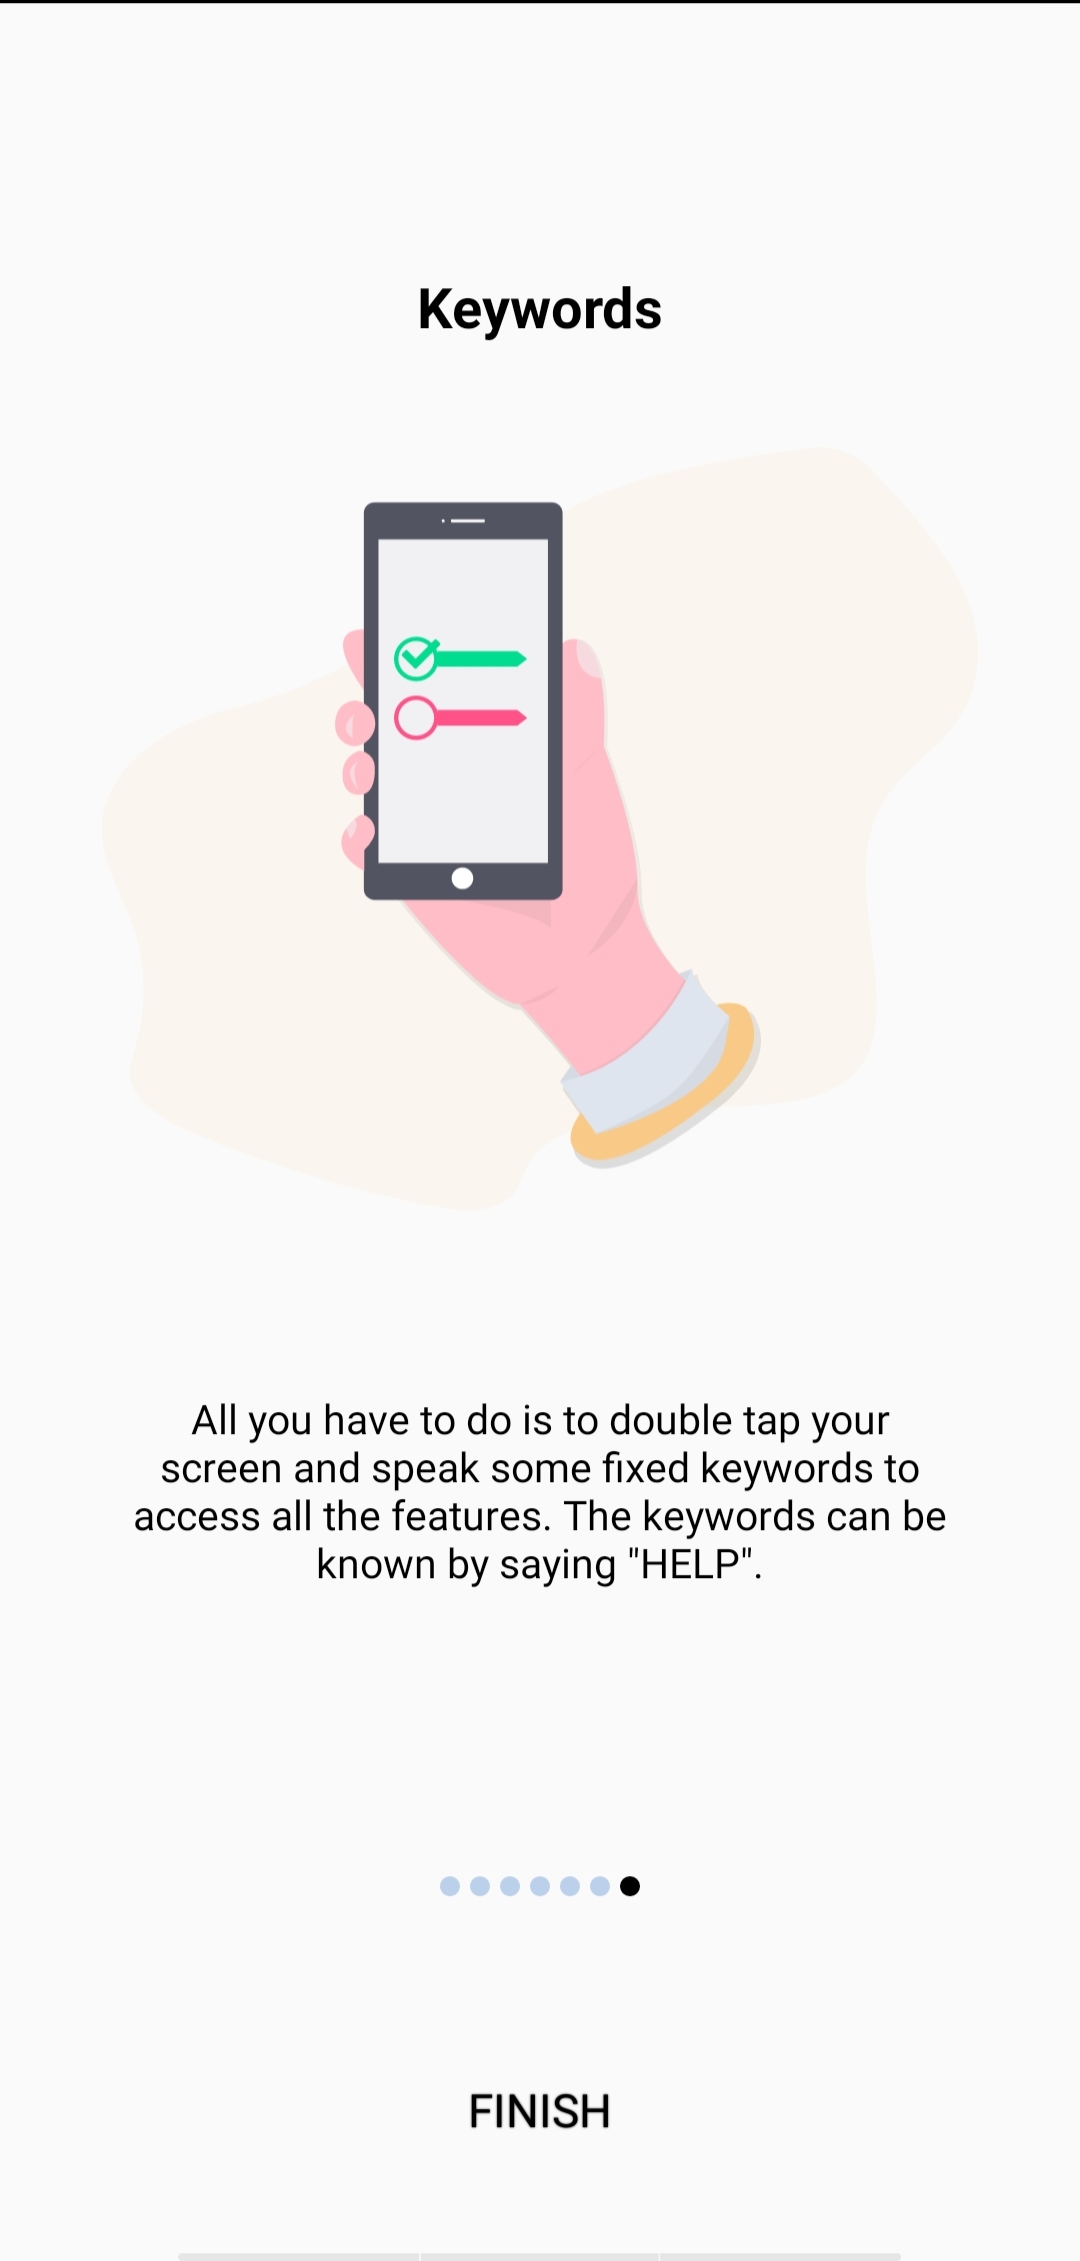 Keywords
All you have to do is to double tap your
screen and speak some fixed keywords to
access all the features. The keywords can be
known by saying "HELP".
FINISH